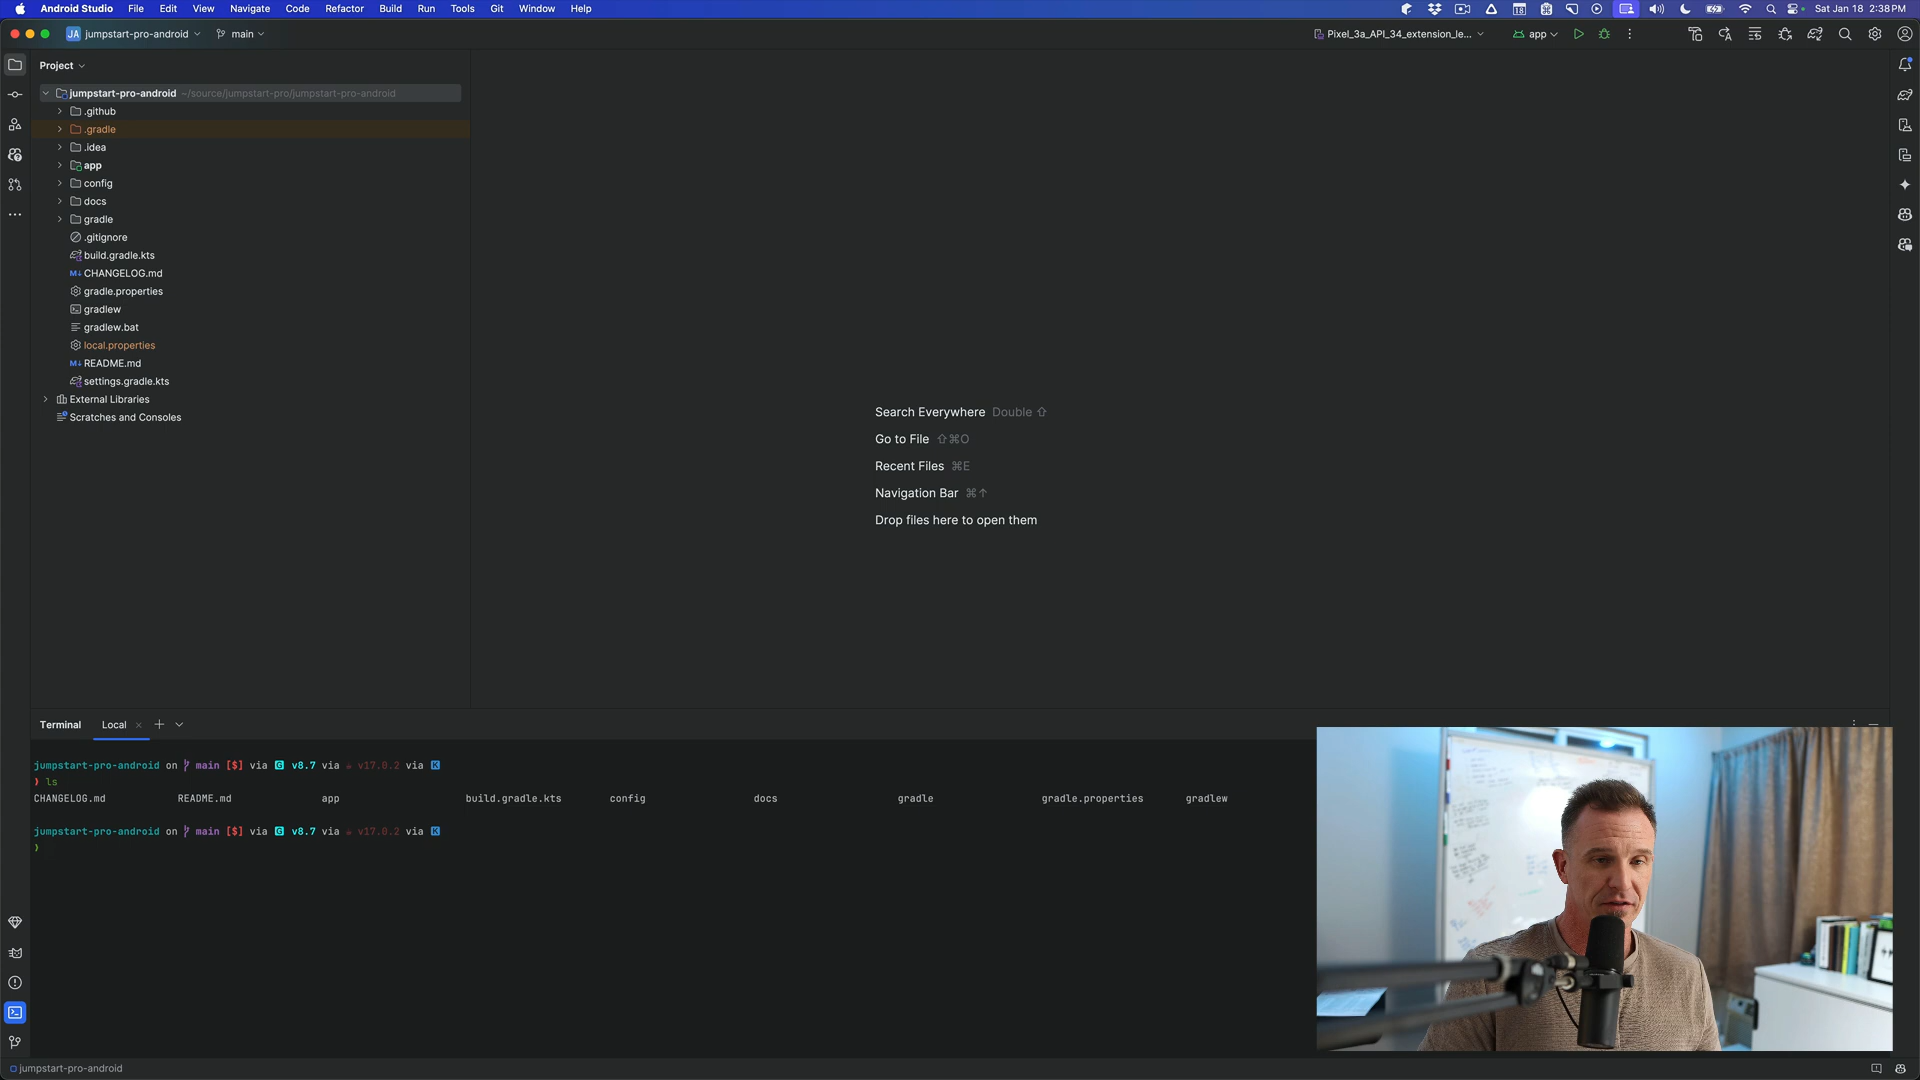 Android Studio File Edit View Navigate Code Refactor Build Run Tools Git Window Help
18
Sat Jan 18 2:38 PM
JA jumpstart-pro-android main
Pixel_3a_API_34_extension_le... app
Project
jumpstart-pro-android ~/source/jumpstart-pro/jumpstart-pro-android
.github
.gradle
.idea
app
config
docs
gradle
.gitignore
build.gradle.kts
M↓ CHANGELOG.md
gradle.properties
gradlew
gradlew.bat
local.properties
M↓ README.md
settings.gradle.kts
External Libraries
Scratches and Consoles
Search Everywhere Double ⇧
Go to File ⇧⌘O
Recent Files ⌘E
Navigation Bar ⌘↑
Drop files here to open them
Terminal Local
jumpstart-pro-android on main [$] via G v8.7 via v17.0.2 via K
❯ ls
CHANGELOG.md README.md app build.gradle.kts config docs gradle gradle.properties gradlew
jumpstart-pro-android on main [$] via G v8.7 via v17.0.2 via K
❯
jumpstart-pro-android